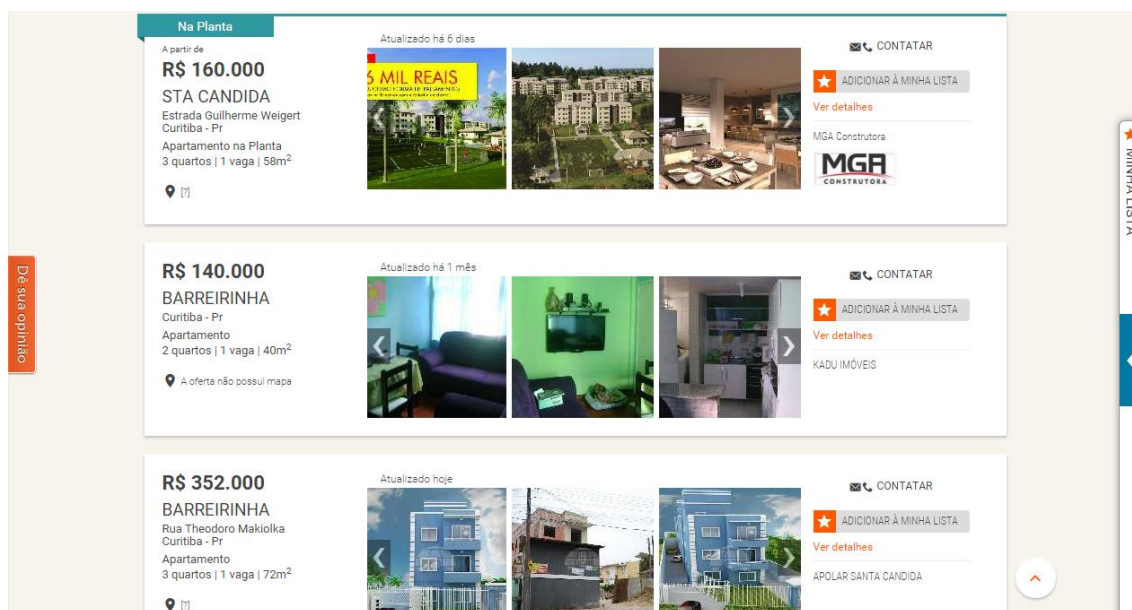 Na Planta
A partir de
R$ 160.000
STA CANDIDA
Estrada Guilherme Weigert
Curitiba - Pr
Apartamento na Planta
3 quartos | 1 vaga | 58m²
[?]
Atualizado há 6 dias
6 MIL REAIS
CONTATAR
ADICIONAR À MINHA LISTA
Ver detalhes
MGA Construtora
MGA
CONSTRUTORA
R$ 140.000
BARREIRINHA
Curitiba - Pr
Apartamento
2 quartos | 1 vaga | 40m²
A oferta não possui mapa
Atualizado há 1 mês
CONTATAR
ADICIONAR À MINHA LISTA
Ver detalhes
KADU IMÓVEIS
R$ 352.000
BARREIRINHA
Rua Theodoro Makiolka
Curitiba - Pr
Apartamento
3 quartos | 1 vaga | 72m²
[?]
Atualizado hoje
CONTATAR
ADICIONAR À MINHA LISTA
Ver detalhes
APOLAR SANTA CANDIDA
Dê sua opinião
MINHA LISTA